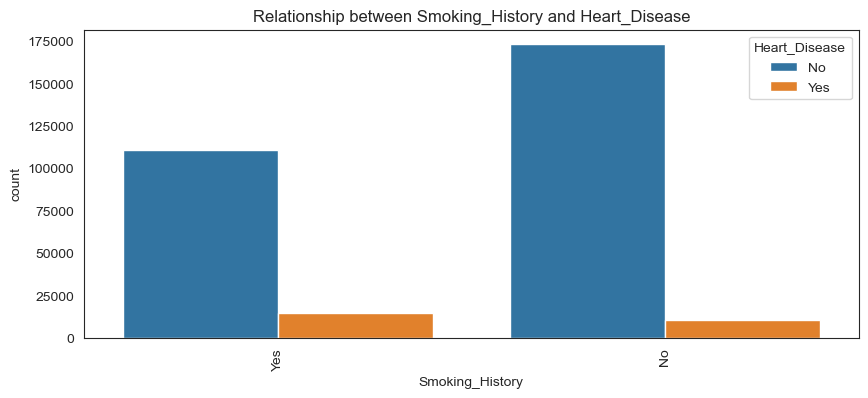 Relationship between Smoking_History and Heart_Disease
175000
150000
125000
100000
75000
50000
25000
0
count
Heart_Disease
No
Yes
Yes
No
Smoking_History